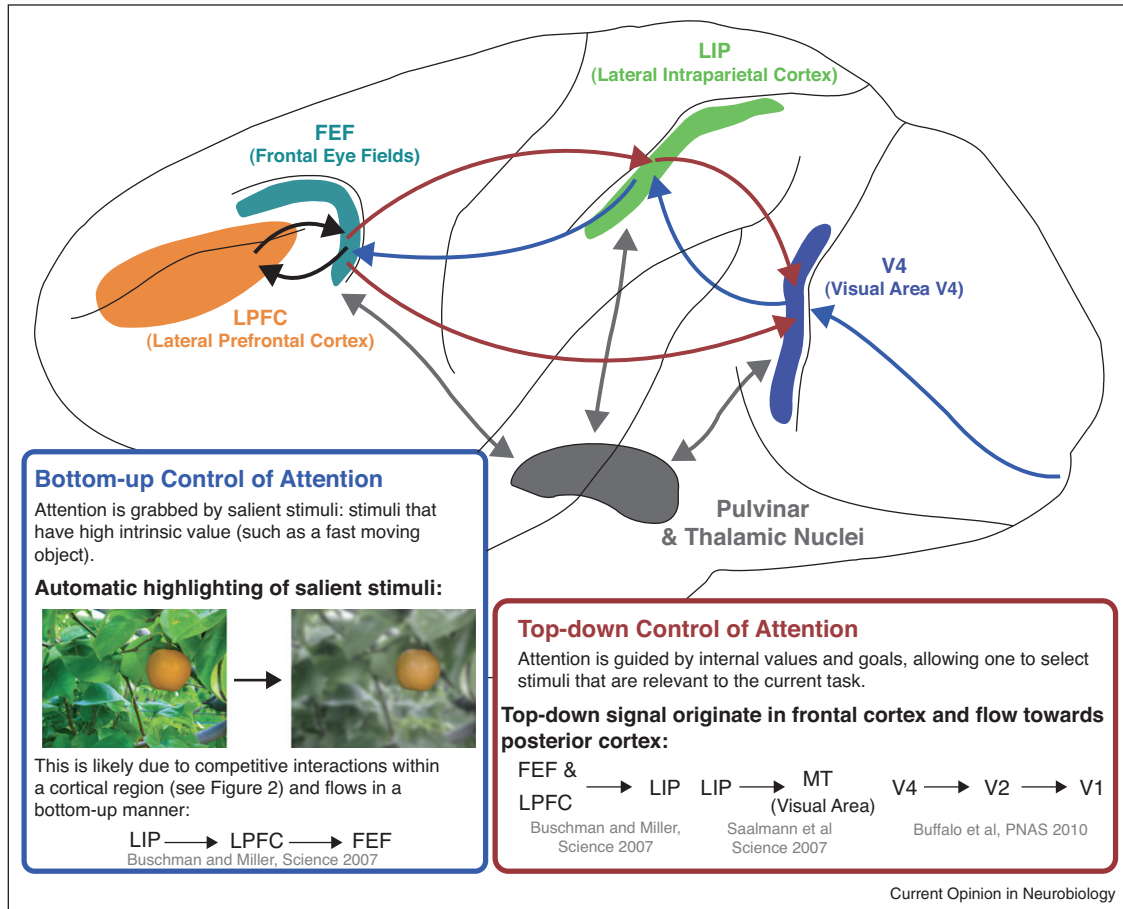 LIP
(Lateral Intraparietal Cortex)
FEF
(Frontal Eye Fields)
V4
(Visual Area V4)
LPFC
(Lateral Prefrontal Cortex)
Pulvinar
& Thalamic Nuclei
Bottom-up Control of Attention
Attention is grabbed by salient stimuli: stimuli that
have high intrinsic value (such as a fast moving
object).
Automatic highlighting of salient stimuli:
This is likely due to competitive interactions within
a cortical region (see Figure 2) and flows in a
bottom-up manner:
LIP LPFC FEF
Buschman and Miller, Science 2007
Top-down Control of Attention
Attention is guided by internal values and goals, allowing one to select
stimuli that are relevant to the current task.
Top-down signal originate in frontal cortex and flow towards
posterior cortex:
FEF &
LPFC
LIP
Buschman and Miller,
Science 2007
LIP
MT
(Visual Area)
Saalmann et al
Science 2007
V4 V2 V1
Buffalo et al, PNAS 2010
Current Opinion in Neurobiology